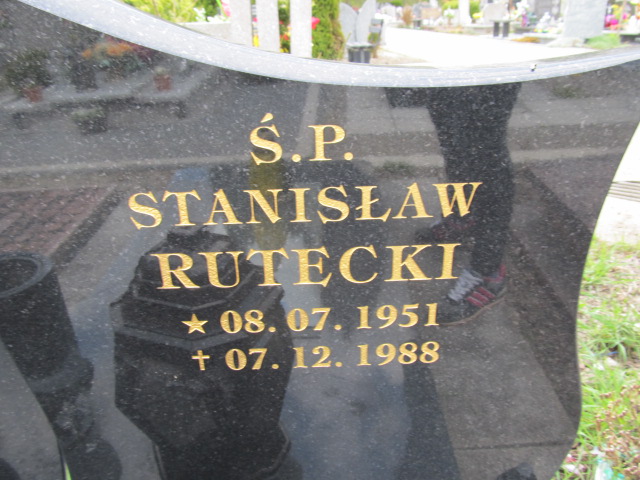 Ś.P.
STANISŁAW
RUTECKI
★ 08.07.1951
✝ 07.12.1988